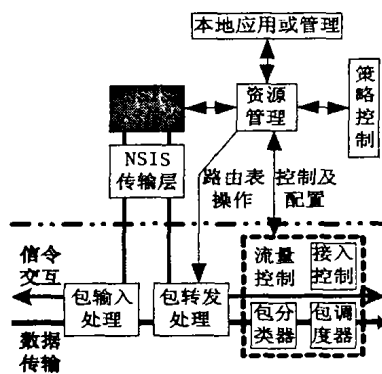 本地应用或管理
资源
管理
策
略
控
制
NSIS
传输层
路由表
操作
控制及
配置
信令
交互
包输入
处理
包转发
处理
流量
控制
接入
控制
包分
类器
包调
度器
数据
传输